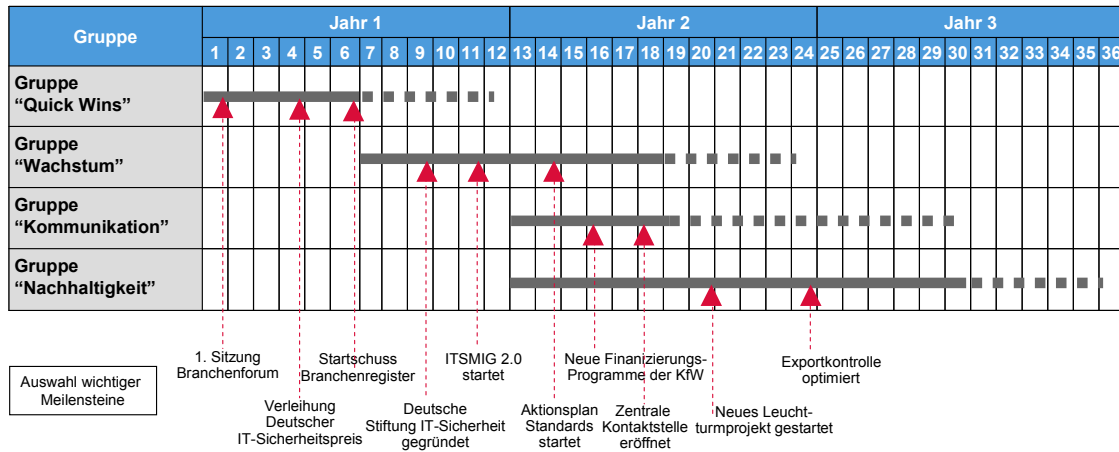 Gruppe
Jahr 1
Jahr 2
Jahr 3
1 2 3 4 5 6 7 8 9 10 11 12 13 14 15 16 17 18 19 20 21 22 23 24 25 26 27 28 29 30 31 32 33 34 35 36
Gruppe
“Quick Wins”
Gruppe
“Wachstum”
Gruppe
“Kommunikation”
Gruppe
“Nachhaltigkeit”
Auswahl wichtiger
Meilensteine
1. Sitzung
Branchenforum
Verleihung
Deutscher
IT-Sicherheitspreis
Startschuss
Branchenregister
Deutsche
Stiftung IT-Sicherheit
gegründet
ITSMIG 2.0
startet
Aktionsplan
Standards
startet
Neue Finanzierungs-
Programme der KfW
Zentrale
Kontaktstelle
eröffnet
Neues Leucht-
turmprojekt gestartet
Exportkontrolle
optimiert